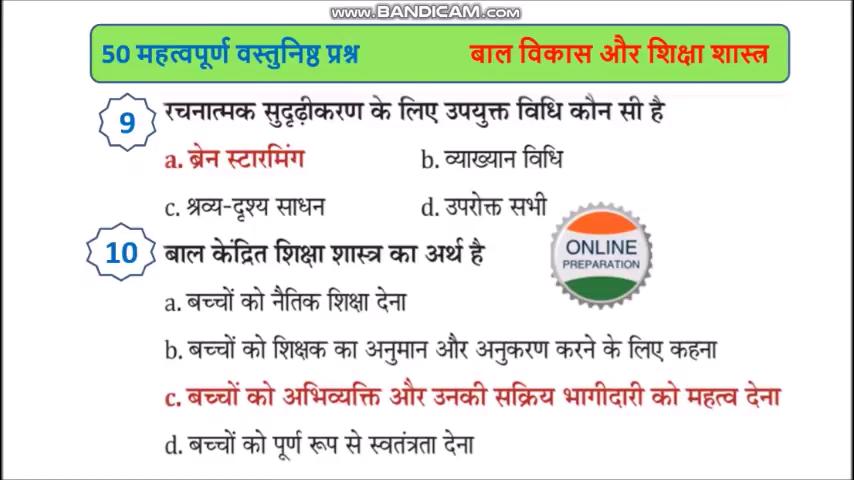 www.BANDICAM.com
50 महत्वपूर्ण वस्तुनिष्ठ प्रश्न बाल विकास और शिक्षा शास्त्र
9 रचनात्मक सुदृढ़ीकरण के लिए उपयुक्त विधि कौन सी है
a. ब्रेन स्टारमिंग b. व्याख्यान विधि
c. श्रव्य-दृश्य साधन d. उपरोक्त सभी
ONLINE
PREPARATION
10 बाल केंद्रित शिक्षा शास्त्र का अर्थ है
a. बच्चों को नैतिक शिक्षा देना
b. बच्चों को शिक्षक का अनुमान और अनुकरण करने के लिए कहना
c. बच्चों को अभिव्यक्ति और उनकी सक्रिय भागीदारी को महत्व देना
d. बच्चों को पूर्ण रूप से स्वतंत्रता देना